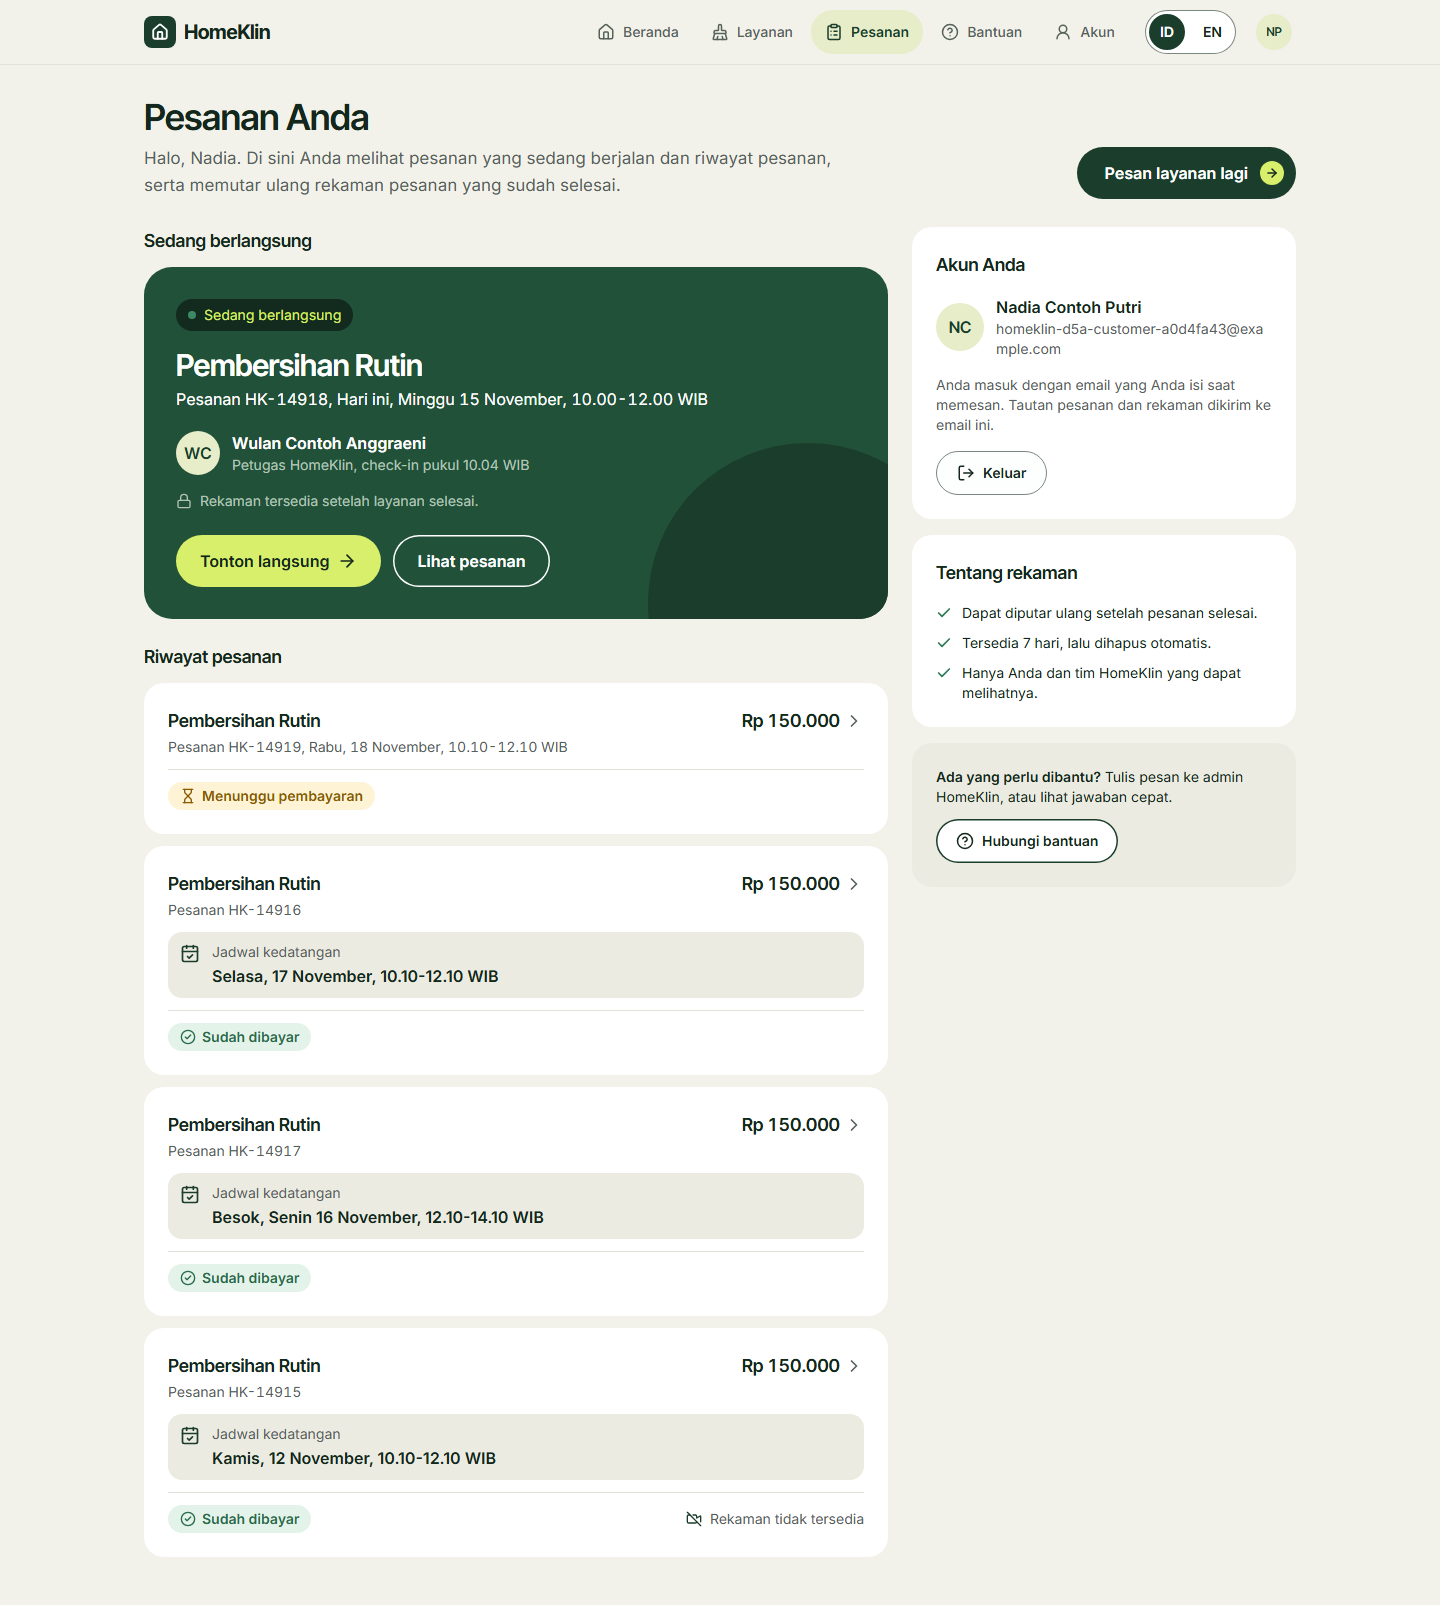 HomeKlin
Beranda
Layanan
Pesanan
Bantuan
Akun
ID
EN
NP
Pesanan Anda
Halo, Nadia. Di sini Anda melihat pesanan yang sedang berjalan dan riwayat pesanan,
serta memutar ulang rekaman pesanan yang sudah selesai.
Pesan layanan lagi
Sedang berlangsung
Sedang berlangsung
Pembersihan Rutin
Pesanan HK-14918, Hari ini, Minggu 15 November, 10.00-12.00 WIB
WC
Wulan Contoh Anggraeni
Petugas HomeKlin, check-in pukul 10.04 WIB
Rekaman tersedia setelah layanan selesai.
Tonton langsung
Lihat pesanan
Riwayat pesanan
Pembersihan Rutin
Rp 150.000
Pesanan HK-14919, Rabu, 18 November, 10.10-12.10 WIB
Menunggu pembayaran
Pembersihan Rutin
Rp 150.000
Pesanan HK-14916
Jadwal kedatangan
Selasa, 17 November, 10.10-12.10 WIB
Sudah dibayar
Pembersihan Rutin
Rp 150.000
Pesanan HK-14917
Jadwal kedatangan
Besok, Senin 16 November, 12.10-14.10 WIB
Sudah dibayar
Pembersihan Rutin
Rp 150.000
Pesanan HK-14915
Jadwal kedatangan
Kamis, 12 November, 10.10-12.10 WIB
Sudah dibayar
Rekaman tidak tersedia
Akun Anda
NC
Nadia Contoh Putri
homeklin-d5a-customer-a0d4fa43@exa
mple.com
Anda masuk dengan email yang Anda isi saat
memesan. Tautan pesanan dan rekaman dikirim ke
email ini.
Keluar
Tentang rekaman
Dapat diputar ulang setelah pesanan selesai.
Tersedia 7 hari, lalu dihapus otomatis.
Hanya Anda dan tim HomeKlin yang dapat
melihatnya.
Ada yang perlu dibantu? Tulis pesan ke admin
HomeKlin, atau lihat jawaban cepat.
Hubungi bantuan